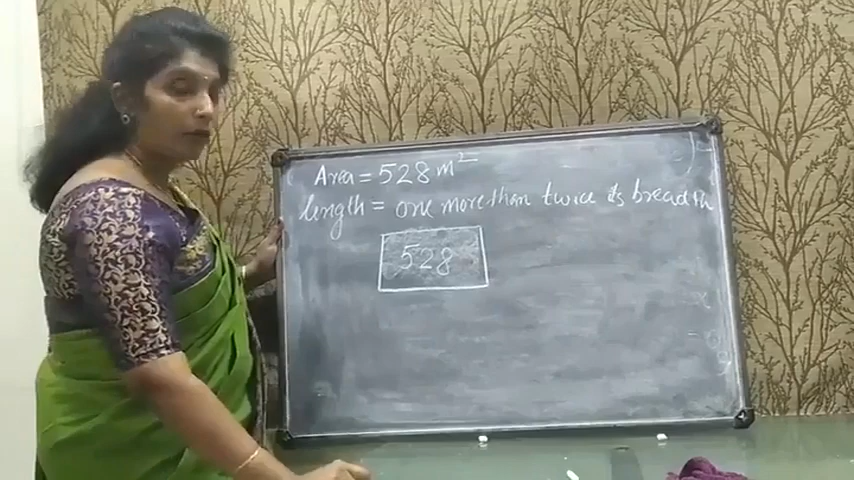 Area = 528 m²
length = one more than twice its breadth
528